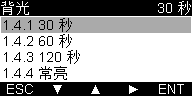 背光 30 秒
1.4.1 30 秒
1.4.2 60 秒
1.4.3 120 秒
1.4.4 常亮
ESC ▼ ▲ ► ENT